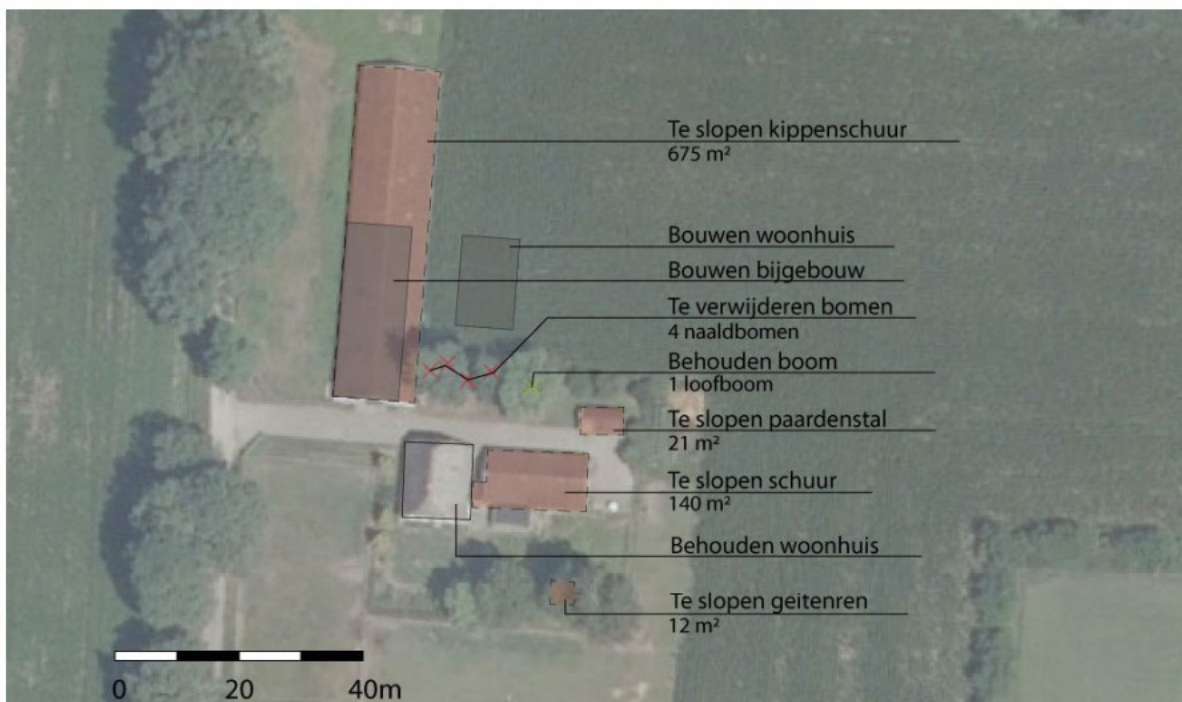 Te slopen kippenschuur
675 m²
Bouwen woonhuis
Bouwen bijgebouw
Te verwijderen bomen
4 naaldbomen
Behouden boom
1 loofboom
Te slopen paardenstal
21 m²
Te slopen schuur
140 m²
Behouden woonhuis
Te slopen geitenren
12 m²
0 20 40m